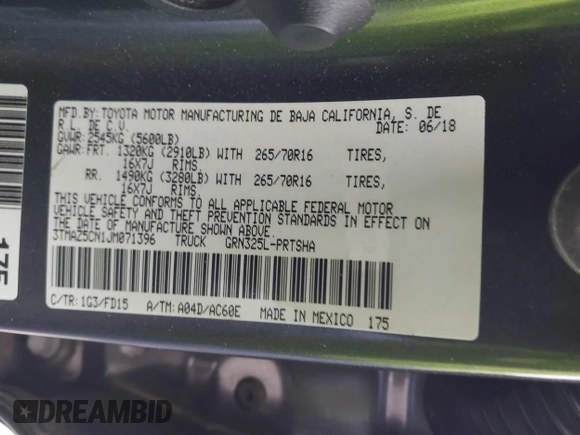 MFD.BY:TOYOTA MOTOR MANUFACTURING DE BAJA CALIFORNIA, S. DE
R.L. DE C.V. DATE: 06/18
GVWR: 2545KG (5600LB)
GAWR: FRT. 1320KG (2910LB) WITH 265/70R16 TIRES,
16X7J RIMS.
RR. 1490KG (3280LB) WITH 265/70R16 TIRES,
16X7J RIMS.
THIS VEHICLE CONFORMS TO ALL APPLICABLE FEDERAL MOTOR
VEHICLE SAFETY AND THEFT PREVENTION STANDARDS IN EFFECT ON
THE DATE OF MANUFACTURE SHOWN ABOVE.
3TMAZ5CN1JM071396 TRUCK GRN325L-PRTSHA
C/TR: 1G3/FD15 A/TM: A04D/AC60E MADE IN MEXICO 175
175
DREAMBID